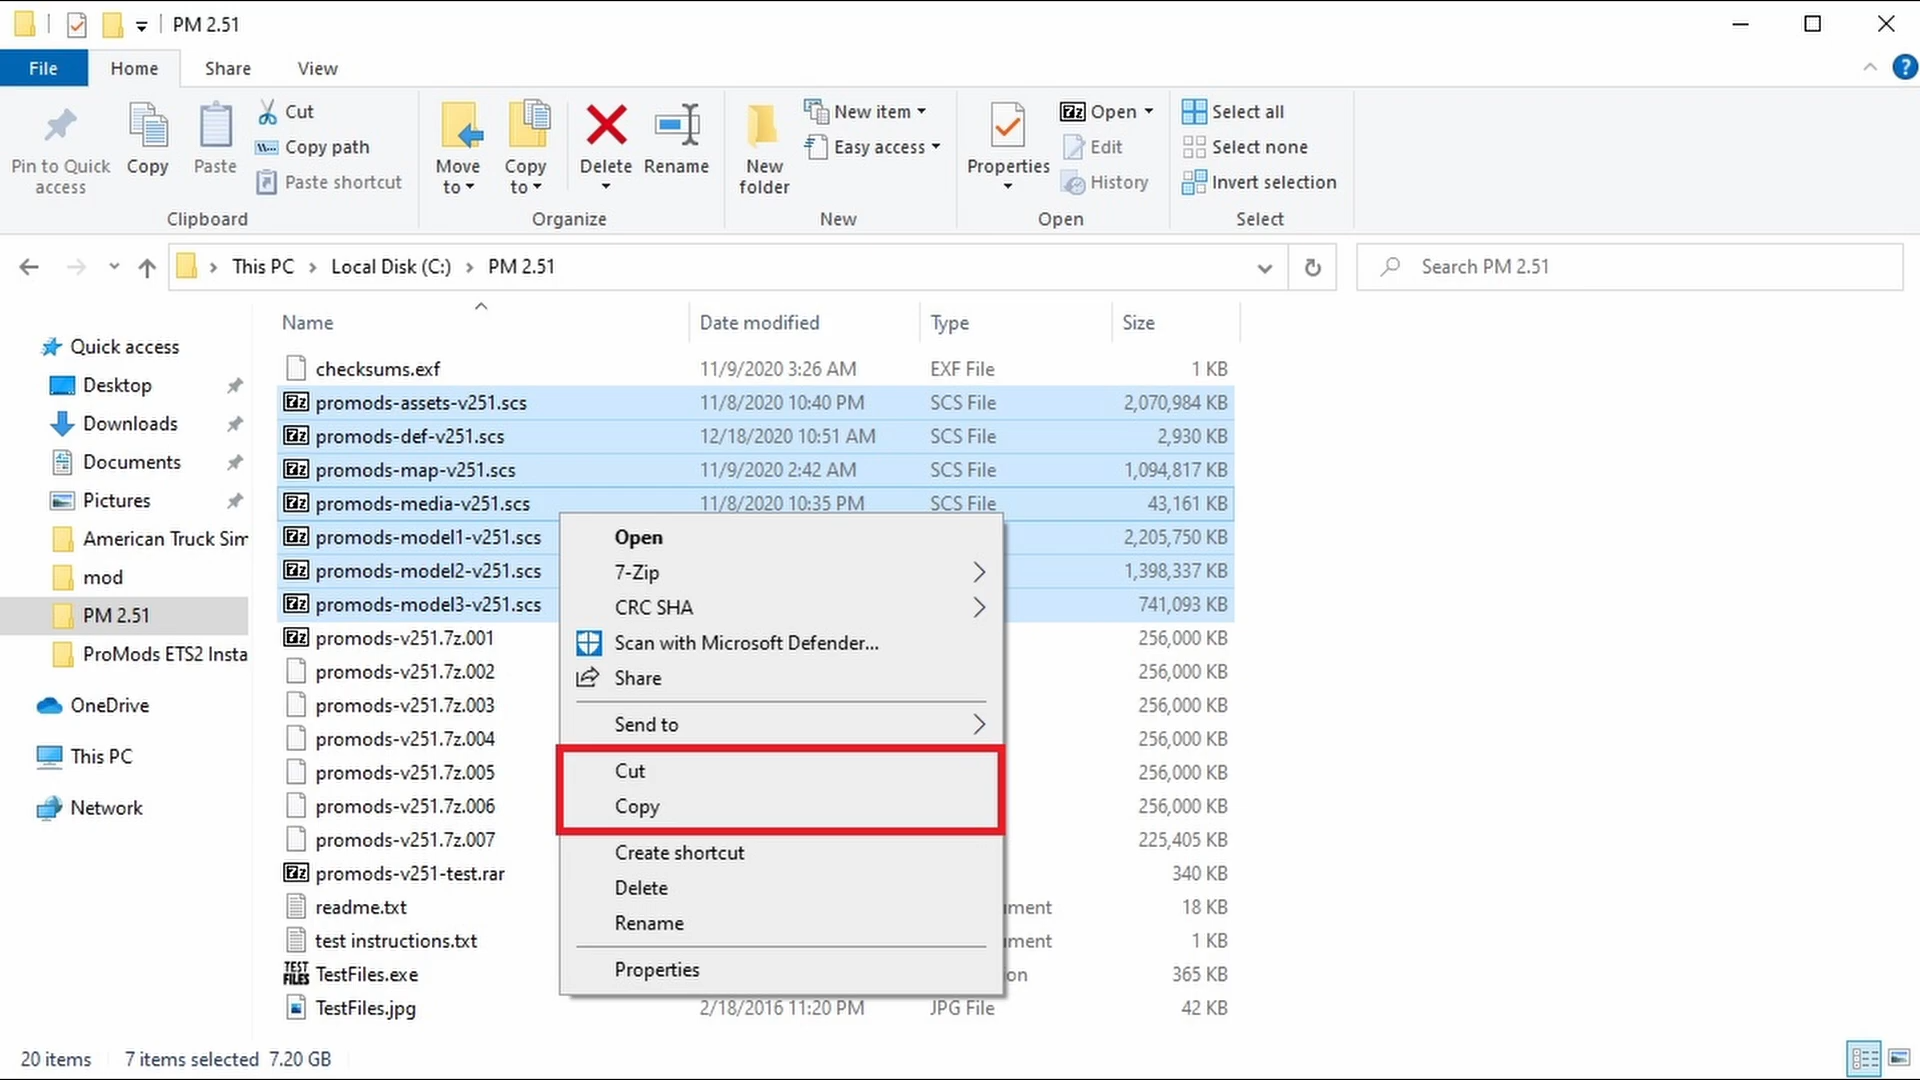 PM 2.51
File Home Share View
Pin to Quick access
Copy
Paste
Cut
Copy path
Paste shortcut
Clipboard
Move to
Copy to
Delete
Rename
Organize
New folder
New item
Easy access
New
Properties
Open
Edit
History
Open
Select all
Select none
Invert selection
Select
This PC Local Disk (C:) PM 2.51
Search PM 2.51
Quick access
Desktop
Downloads
Documents
Pictures
American Truck Sim
mod
PM 2.51
ProMods ETS2 Insta
OneDrive
This PC
Network
Name Date modified Type Size
checksums.exf 11/9/2020 3:26 AM EXF File 1 KB
promods-assets-v251.scs 11/8/2020 10:40 PM SCS File 2,070,984 KB
promods-def-v251.scs 12/18/2020 10:51 AM SCS File 2,930 KB
promods-map-v251.scs 11/9/2020 2:42 AM SCS File 1,094,817 KB
promods-media-v251.scs 11/8/2020 10:35 PM SCS File 43,161 KB
promods-model1-v251.scs 2,205,750 KB
promods-model2-v251.scs 1,398,337 KB
promods-model3-v251.scs 741,093 KB
promods-v251.7z.001 256,000 KB
promods-v251.7z.002 256,000 KB
promods-v251.7z.003 256,000 KB
promods-v251.7z.004 256,000 KB
promods-v251.7z.005 256,000 KB
promods-v251.7z.006 256,000 KB
promods-v251.7z.007 225,405 KB
promods-v251-test.rar 340 KB
readme.txt ument 18 KB
test instructions.txt ument 1 KB
TEST FILES TestFiles.exe on 365 KB
TestFiles.jpg 2/18/2016 11:20 PM JPG File 42 KB
Open
7-Zip
CRC SHA
Scan with Microsoft Defender...
Share
Send to
Cut
Copy
Create shortcut
Delete
Rename
Properties
20 items 7 items selected 7.20 GB